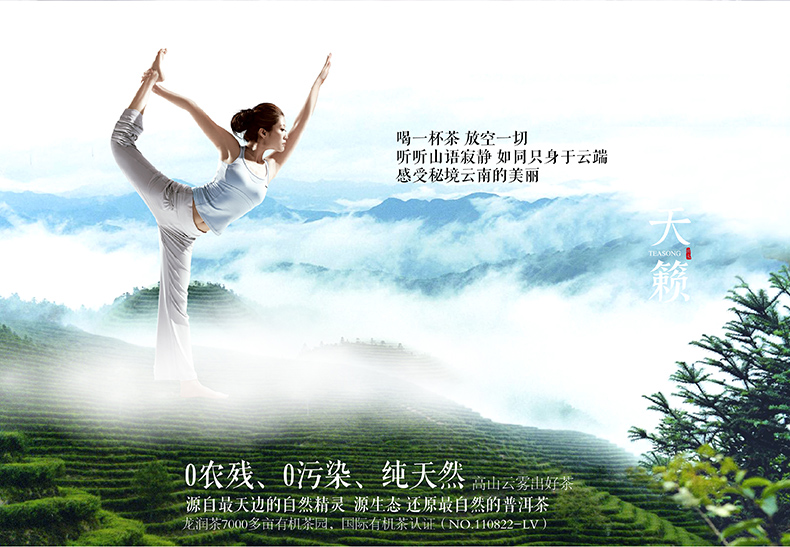 喝一杯茶 放空一切
听听山语寂静 如同只身于云端
感受秘境云南的美丽
天籁
TEASONG
0农残、0污染、纯天然 高山云雾出好茶
源自最天边的自然精灵 源生态 还原最自然的普洱茶
龙润茶7000多亩有机茶园、国际有机茶认证（NO.110822-LV）